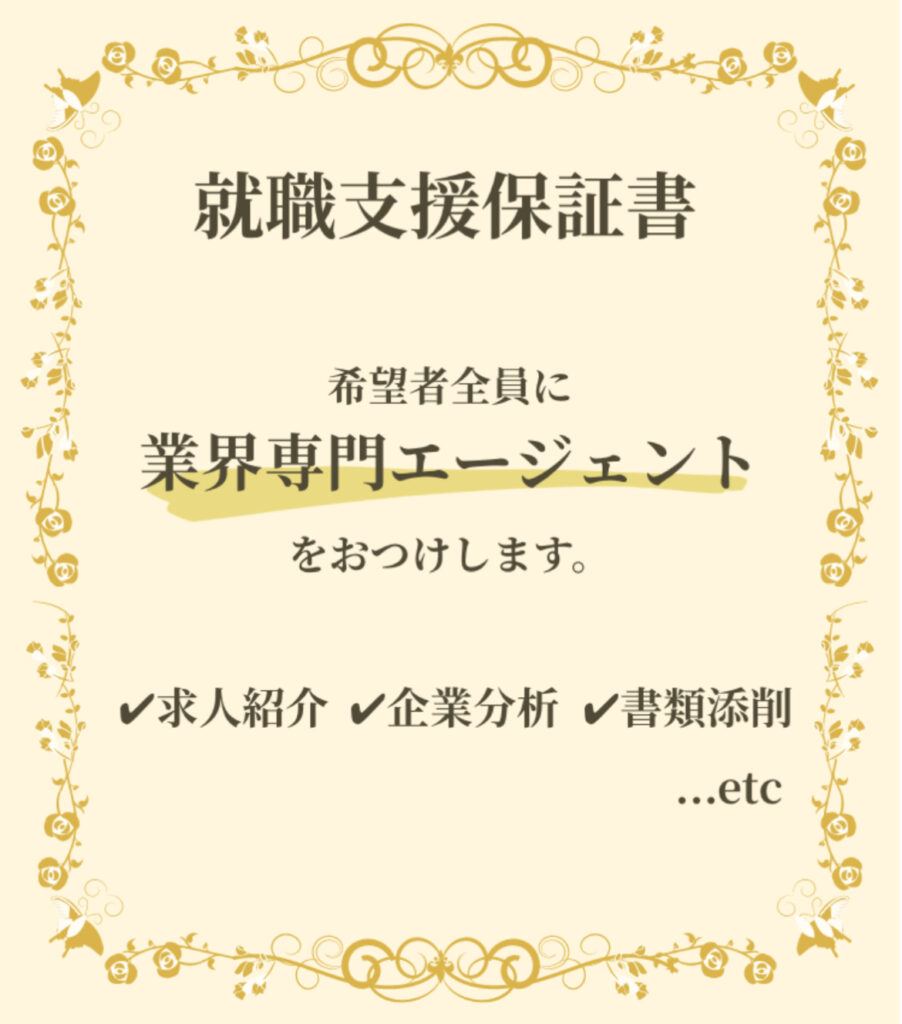 就職支援保証書
希望者全員に
業界専門エージェント
をおつけします。
✔求人紹介 ✔企業分析 ✔書類添削
...etc